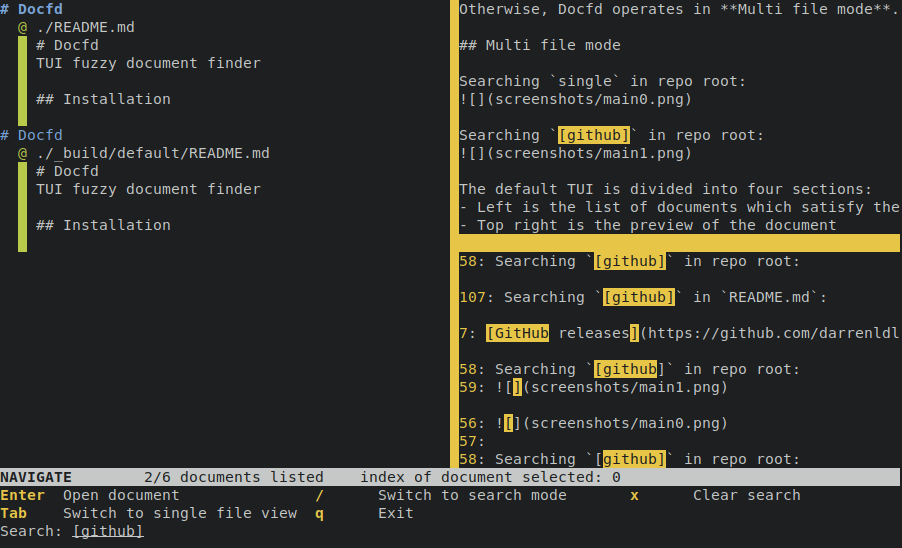 # Docfd
@ ./README.md
# Docfd
TUI fuzzy document finder
## Installation
# Docfd
@ ./_build/default/README.md
# Docfd
TUI fuzzy document finder
## Installation
Otherwise, Docfd operates in **Multi file mode**.
## Multi file mode
Searching `single` in repo root:
![](screenshots/main0.png)
Searching `[github]` in repo root:
![](screenshots/main1.png)
The default TUI is divided into four sections:
- Left is the list of documents which satisfy the
- Top right is the preview of the document
58: Searching `[github]` in repo root:
107: Searching `[github]` in `README.md`:
7: [GitHub releases](https://github.com/darrenldl
58: Searching `[github]` in repo root:
59: ![](screenshots/main1.png)
56: ![](screenshots/main0.png)
57:
58: Searching `[github]` in repo root:
NAVIGATE 2/6 documents listed index of document selected: 0
Enter Open document / Switch to search mode x Clear search
Tab Switch to single file view q Exit
Search: [github]